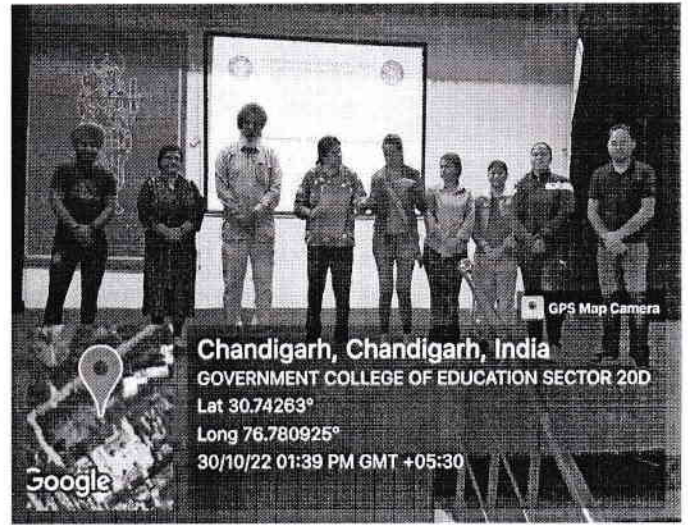 GPS Map Camera
Chandigarh, Chandigarh, India
GOVERNMENT COLLEGE OF EDUCATION SECTOR 20D
Lat 30.74263°
Long 76.780925°
30/10/22 01:39 PM GMT +05:30
Google